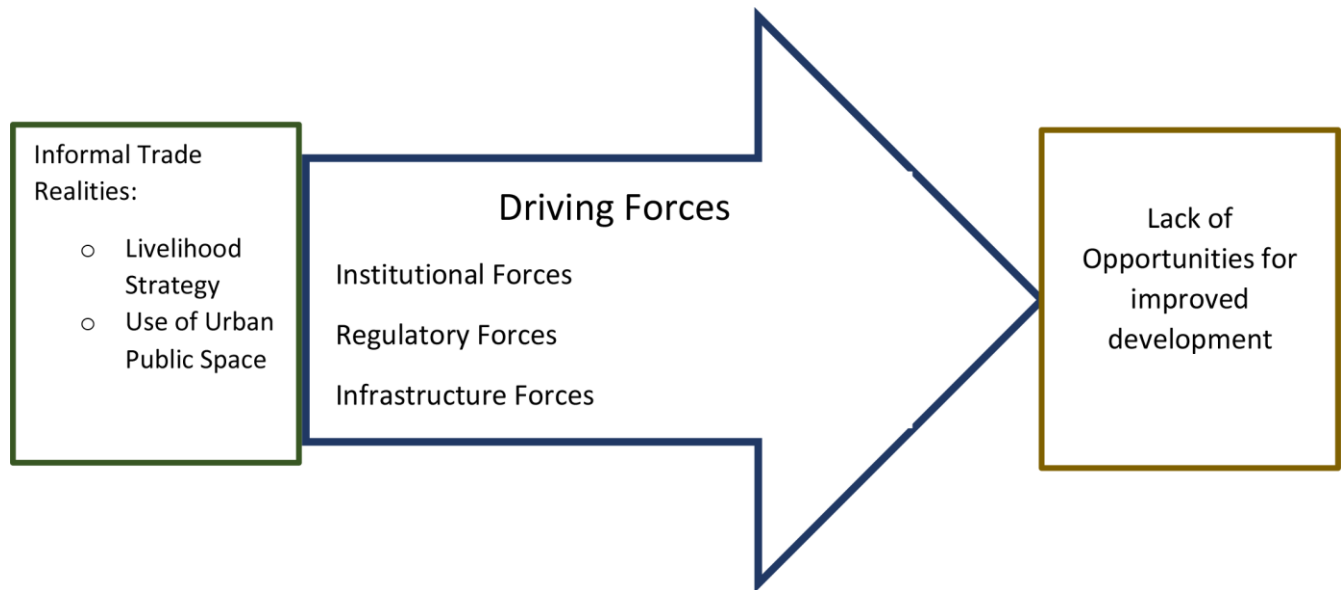 Informal Trade
Realities:
o Livelihood
Strategy
o Use of Urban
Public Space
Driving Forces
Institutional Forces
Regulatory Forces
Infrastructure Forces
Lack of
Opportunities for
improved
development